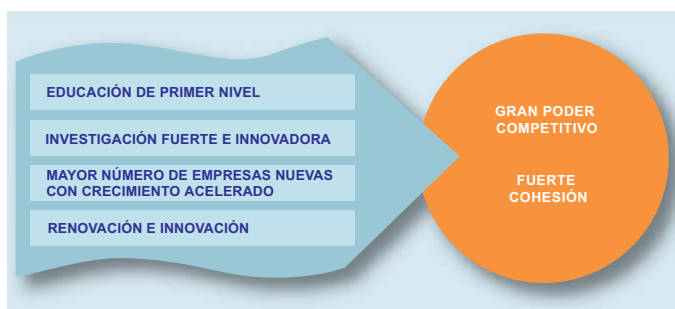 EDUCACIÓN DE PRIMER NIVEL
INVESTIGACIÓN FUERTE E INNOVADORA
MAYOR NÚMERO DE EMPRESAS NUEVAS
CON CRECIMIENTO ACELERADO
RENOVACIÓN E INNOVACIÓN
GRAN PODER
COMPETITIVO
FUERTE
COHESIÓN